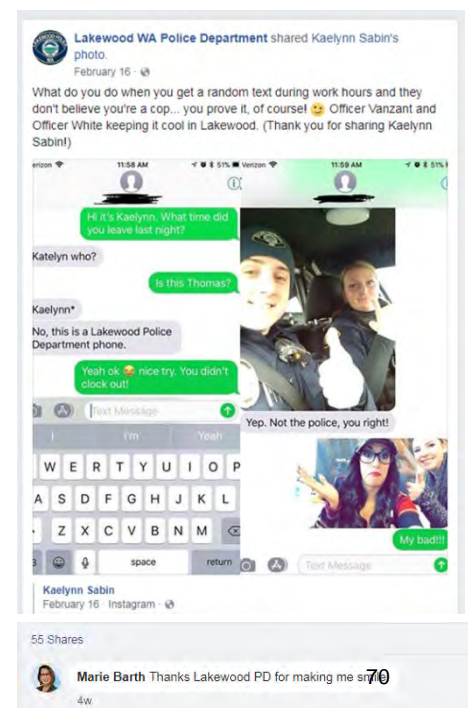 Lakewood WA Police Department shared Kaelynn Sabin's
photo.
February 16
What do you do when you get a random text during work hours and they
don't believe you're a cop... you prove it, of course! 😉 Officer Vanzant and
Officer White keeping it cool in Lakewood. (Thank you for sharing Kaelynn
Sabin!)
erizon 11:58 AM 51%
Hi it's Kaelynn. What time did
you leave last night?
Katelyn who?
Is this Thomas?
Kaelynn*
No, this is a Lakewood Police
Department phone.
Yeah ok 😂 nice try. You didn't
clock out!
Text Message
I I'm Yeah
W E R T Y U I O P
A S D F G H J K L
Z X C V B N M
space return
Verizon 11:59 AM 51%
Yep. Not the police, you right!
My bad!!!
Text Message
Kaelynn Sabin
February 16 · Instagram
55 Shares
Marie Barth Thanks Lakewood PD for making me smile
70
4w